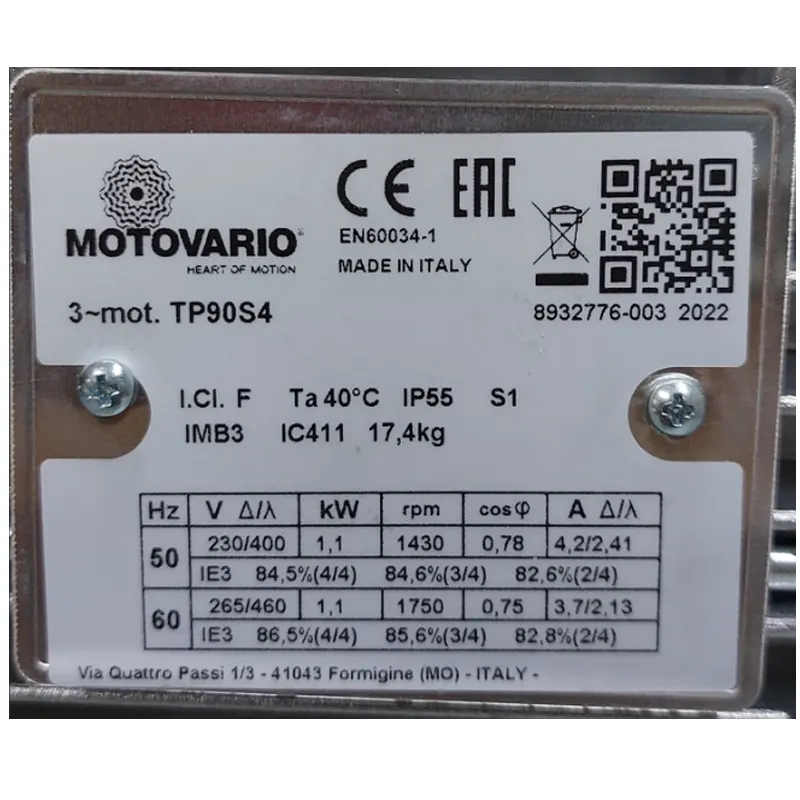 MOTOVARIO
HEART OF MOTION
CE EAC
EN60034-1
MADE IN ITALY
3~mot. TP90S4
8932776-003 2022
I.Cl. F Ta 40°C IP55 S1
IMB3 IC411 17,4kg
Hz V Δ/λ kW rpm cosφ A Δ/λ
50 230/400 1,1 1430 0,78 4,2/2,41
IE3 84,5%(4/4) 84,6%(3/4) 82,6%(2/4)
60 265/460 1,1 1750 0,75 3,7/2,13
IE3 86,5%(4/4) 85,6%(3/4) 82,8%(2/4)
Via Quattro Passi 1/3 - 41043 Formigine (MO) - ITALY -